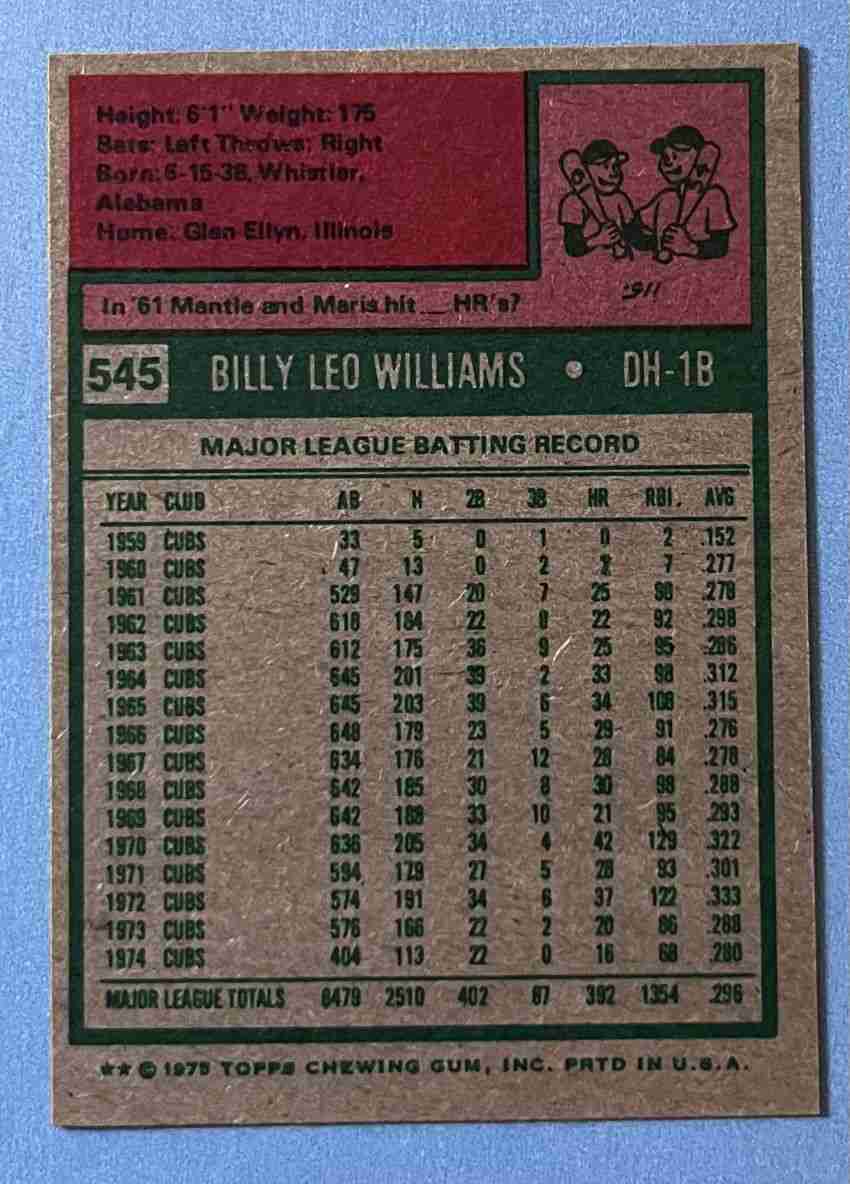 Height: 6'1" Weight: 175
Bats: Left Throws: Right
Born: 6-15-38, Whistler,
Alabama
Home: Glen Ellyn, Illinois
In '61 Mantle and Maris hit __ HR's?
545 BILLY LEO WILLIAMS • DH-1B
MAJOR LEAGUE BATTING RECORD
YEAR CLUB AB H 2B 3B HR RBI. AVG
1959 CUBS 33 5 0 1 0 2 .152
1960 CUBS 47 13 0 2 2 7 .277
1961 CUBS 529 147 20 7 25 86 .278
1962 CUBS 618 184 22 8 22 92 .298
1963 CUBS 612 175 36 9 25 95 .286
1964 CUBS 645 201 39 2 33 98 .312
1965 CUBS 645 203 39 6 34 108 .315
1966 CUBS 648 179 23 5 29 91 .276
1967 CUBS 634 176 21 12 28 84 .278
1968 CUBS 642 185 30 8 30 98 .288
1969 CUBS 642 188 33 10 21 95 .293
1970 CUBS 636 205 34 4 42 129 .322
1971 CUBS 594 179 27 5 28 93 .301
1972 CUBS 574 191 34 6 37 122 .333
1973 CUBS 576 166 22 2 20 86 .288
1974 CUBS 404 113 22 0 16 68 .280
MAJOR LEAGUE TOTALS 8479 2510 402 87 392 1354 .296
★★ © 1975 TOPPS CHEWING GUM, INC. PRTD IN U.S.A.